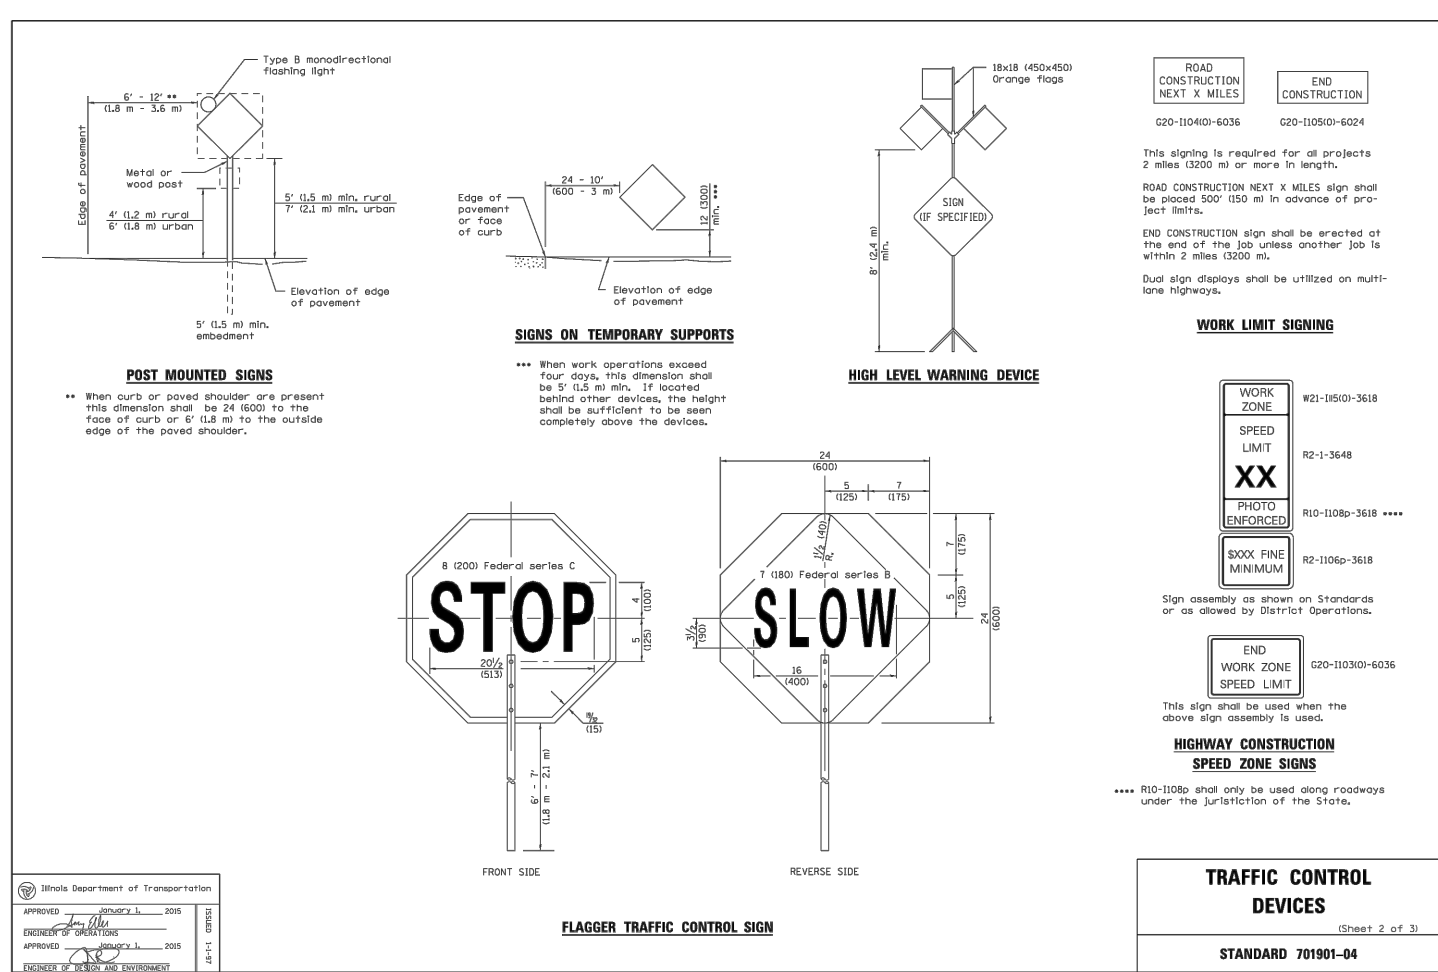 Type B monodirectional
flashing light
6' - 12' **
(1.8 m - 3.6 m)
Edge of pavement
Metal or
wood post
5' (1.5 m) min. rural
7' (2.1 m) min. urban
4' (1.2 m) rural
6' (1.8 m) urban
Elevation of edge
of pavement
5' (1.5 m) min.
embedment
POST MOUNTED SIGNS
** When curb or paved shoulder are present
this dimension shall be 24 (600) to the
face of curb or 6' (1.8 m) to the outside
edge of the paved shoulder.
24 - 10'
(600 - 3 m)
Edge of
pavement
or face
of curb
12 (300)
min. ***
Elevation of edge
of pavement
SIGNS ON TEMPORARY SUPPORTS
*** When work operations exceed
four days, this dimension shall
be 5' (1.5 m) min. If located
behind other devices, the height
shall be sufficient to be seen
completely above the devices.
18x18 (450x450)
Orange flags
SIGN
(IF SPECIFIED)
8' (2.4 m)
min.
HIGH LEVEL WARNING DEVICE
ROAD
CONSTRUCTION
NEXT X MILES
END
CONSTRUCTION
G20-I104(0)-6036
G20-I105(0)-6024
This signing is required for all projects
2 miles (3200 m) or more in length.
ROAD CONSTRUCTION NEXT X MILES sign shall
be placed 500' (150 m) in advance of pro-
ject limits.
END CONSTRUCTION sign shall be erected at
the end of the job unless another job is
within 2 miles (3200 m).
Dual sign displays shall be utilized on multi-
lane highways.
WORK LIMIT SIGNING
WORK
ZONE
W21-I115(0)-3618
SPEED
LIMIT
XX
R2-1-3648
PHOTO
ENFORCED
R10-I108p-3618 ****
$XXX FINE
MINIMUM
R2-I106p-3618
Sign assembly as shown on Standards
or as allowed by District Operations.
END
WORK ZONE
SPEED LIMIT
G20-I103(0)-6036
This sign shall be used when the
above sign assembly is used.
HIGHWAY CONSTRUCTION
SPEED ZONE SIGNS
**** R10-I108p shall only be used along roadways
under the juristiction of the State.
8 (200) Federal series C
STOP
4
(100)
5
(125)
20 1/2
(513)
(15)
6' - 7'
(1.8 m - 2.1 m)
FRONT SIDE
24
(600)
5
(125)
7
(175)
1 1/2 (40)
R.
7
(175)
5
(125)
24
(600)
7 (180) Federal series B
SLOW
3 1/2
(90)
16
(400)
REVERSE SIDE
FLAGGER TRAFFIC CONTROL SIGN
Illinois Department of Transportation
APPROVED January 1, 2015
ENGINEER OF OPERATIONS
APPROVED January 1, 2015
ENGINEER OF DESIGN AND ENVIRONMENT
ISSUED 1-1-97
TRAFFIC CONTROL
DEVICES
(Sheet 2 of 3)
STANDARD 701901–04